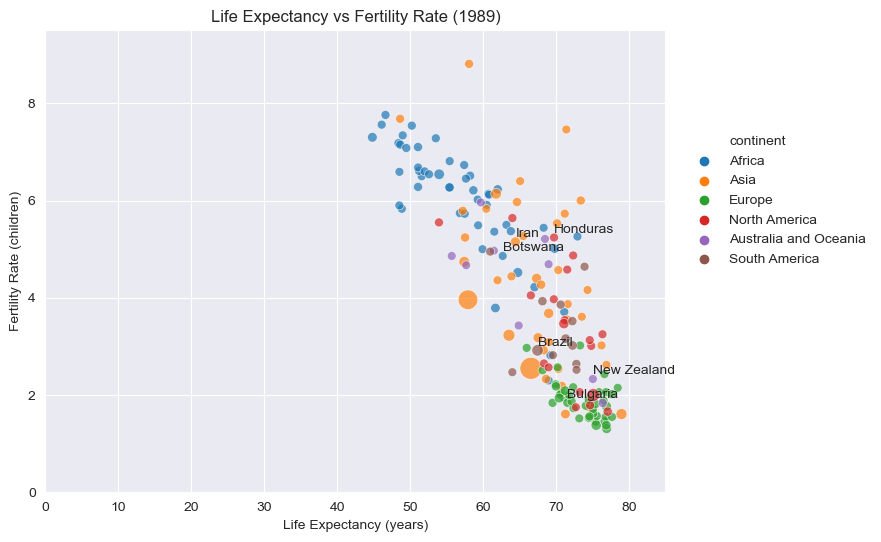 Life Expectancy vs Fertility Rate (1989)
Fertility Rate (children)
8
6
4
2
0
0 10 20 30 40 50 60 70 80
Life Expectancy (years)
Honduras
Iran
Botswana
Brazil
New Zealand
Bulgaria
continent
Africa
Asia
Europe
North America
Australia and Oceania
South America